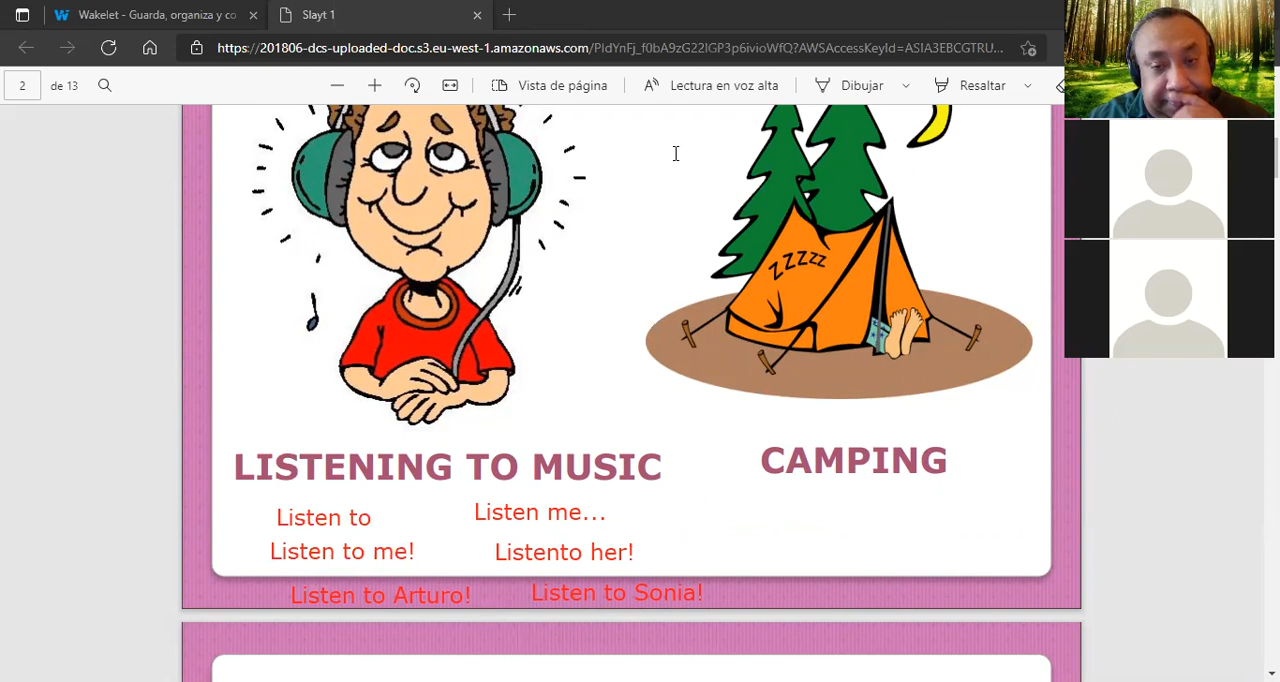 Wakelet - Guarda, organiza y co
Slayt 1
https://201806-dcs-uploaded-doc.s3.eu-west-1.amazonaws.com/PIdYnFj_f0bA9zG22lGP3p6ivioWfQ?AWSAccessKeyId=ASIA3EBCGTRU...
2 de 13
Vista de página
Lectura en voz alta
Dibujar
Resaltar
ZZZZZ
LISTENING TO MUSIC
CAMPING
Listen to
Listen me...
Listen to me!
Listento her!
Listen to Arturo!
Listen to Sonia!